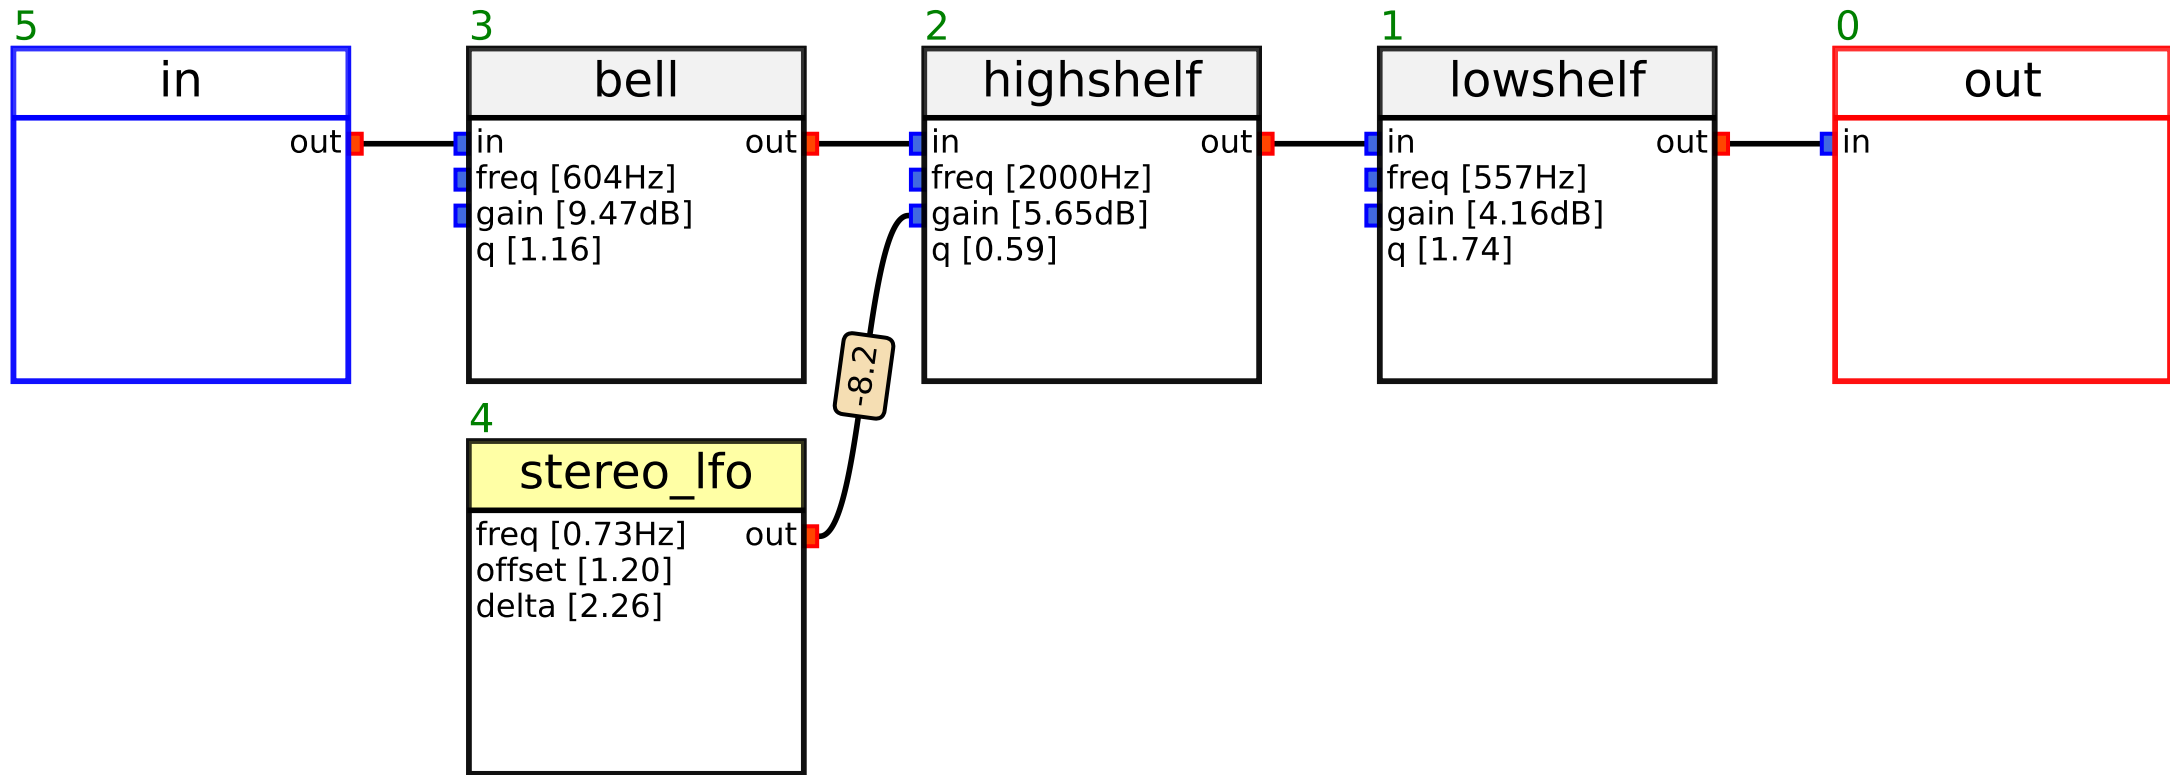 5
in
out
3
bell
in
out
freq [604Hz]
gain [9.47dB]
q [1.16]
2
highshelf
in
out
freq [2000Hz]
gain [5.65dB]
q [0.59]
1
lowshelf
in
out
freq [557Hz]
gain [4.16dB]
q [1.74]
0
out
in
-8.2
4
stereo_lfo
freq [0.73Hz]
out
offset [1.20]
delta [2.26]